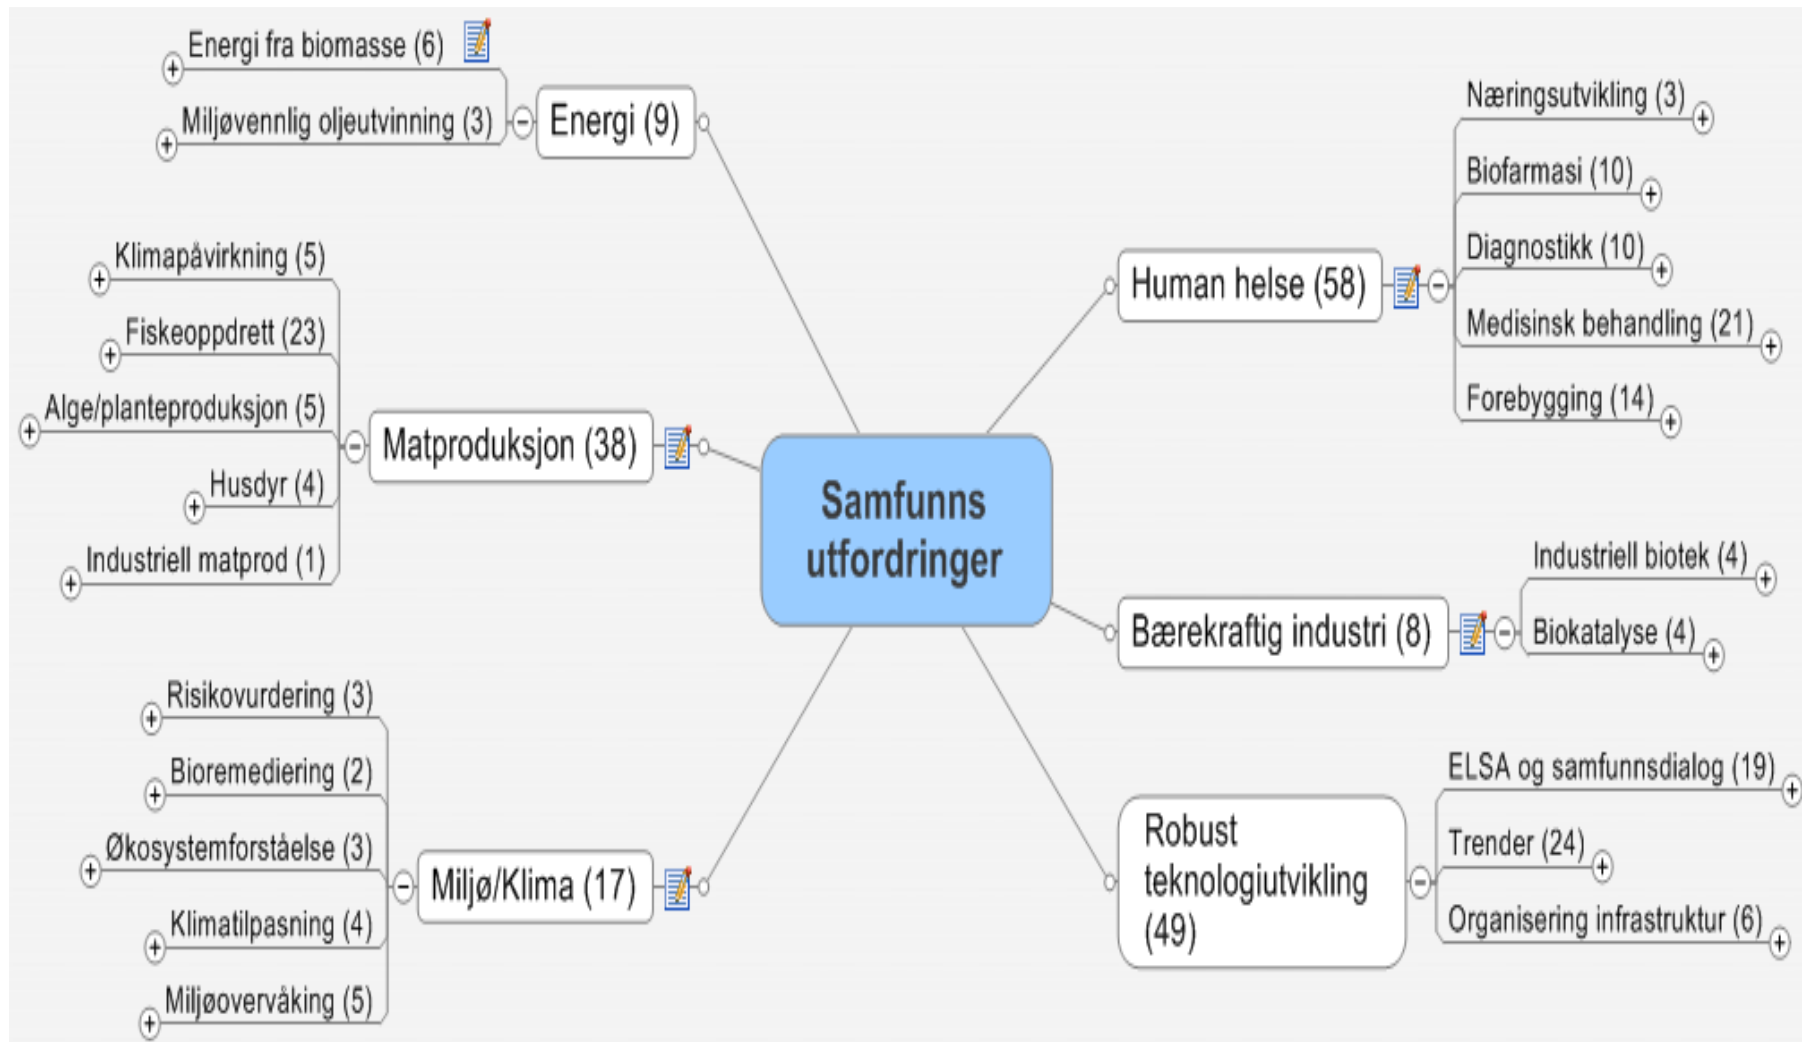 Samfunns
utfordringer
Energi (9)
Energi fra biomasse (6)
Miljøvennlig oljeutvinning (3)
Matproduksjon (38)
Klimapåvirkning (5)
Fiskeoppdrett (23)
Alge/planteproduksjon (5)
Husdyr (4)
Industriell matprod (1)
Miljø/Klima (17)
Risikovurdering (3)
Bioremediering (2)
Økosystemforståelse (3)
Klimatilpasning (4)
Miljøovervåking (5)
Human helse (58)
Næringsutvikling (3)
Biofarmasi (10)
Diagnostikk (10)
Medisinsk behandling (21)
Forebygging (14)
Bærekraftig industri (8)
Industriell biotek (4)
Biokatalyse (4)
Robust
teknologiutvikling
(49)
ELSA og samfunnsdialog (19)
Trender (24)
Organisering infrastruktur (6)